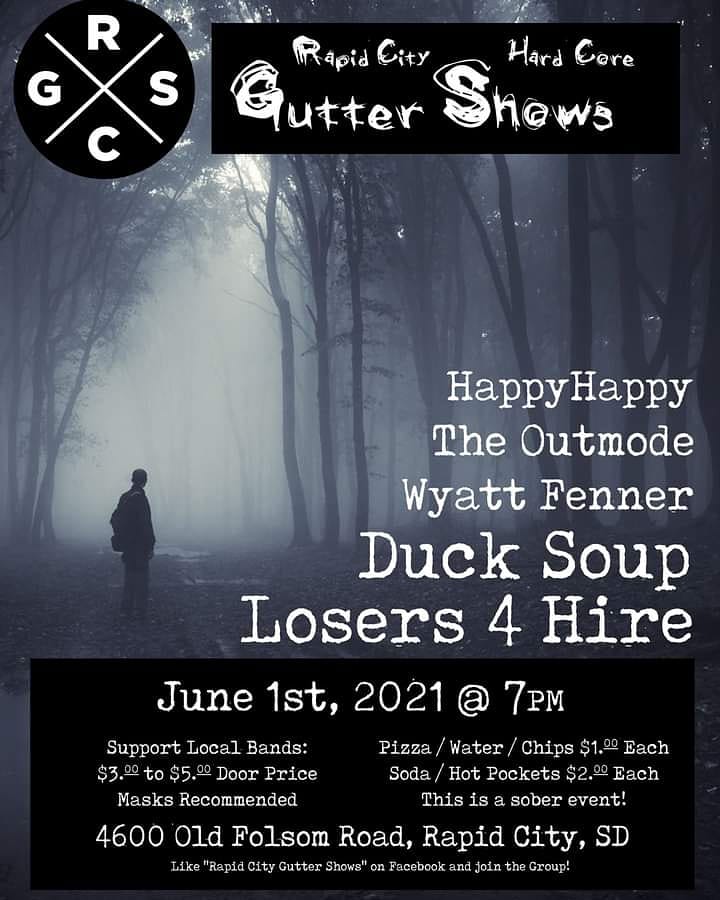 R
G S
C
Rapid City Hard Core
Gutter Shows
HappyHappy
The Outmode
Wyatt Fenner
Duck Soup
Losers 4 Hire
June 1st, 2021 @ 7PM
Support Local Bands:
$3.00 to $5.00 Door Price
Masks Recommended
Pizza / Water / Chips $1.00 Each
Soda / Hot Pockets $2.00 Each
This is a sober event!
4600 Old Folsom Road, Rapid City, SD
Like "Rapid City Gutter Shows" on Facebook and join the Group!